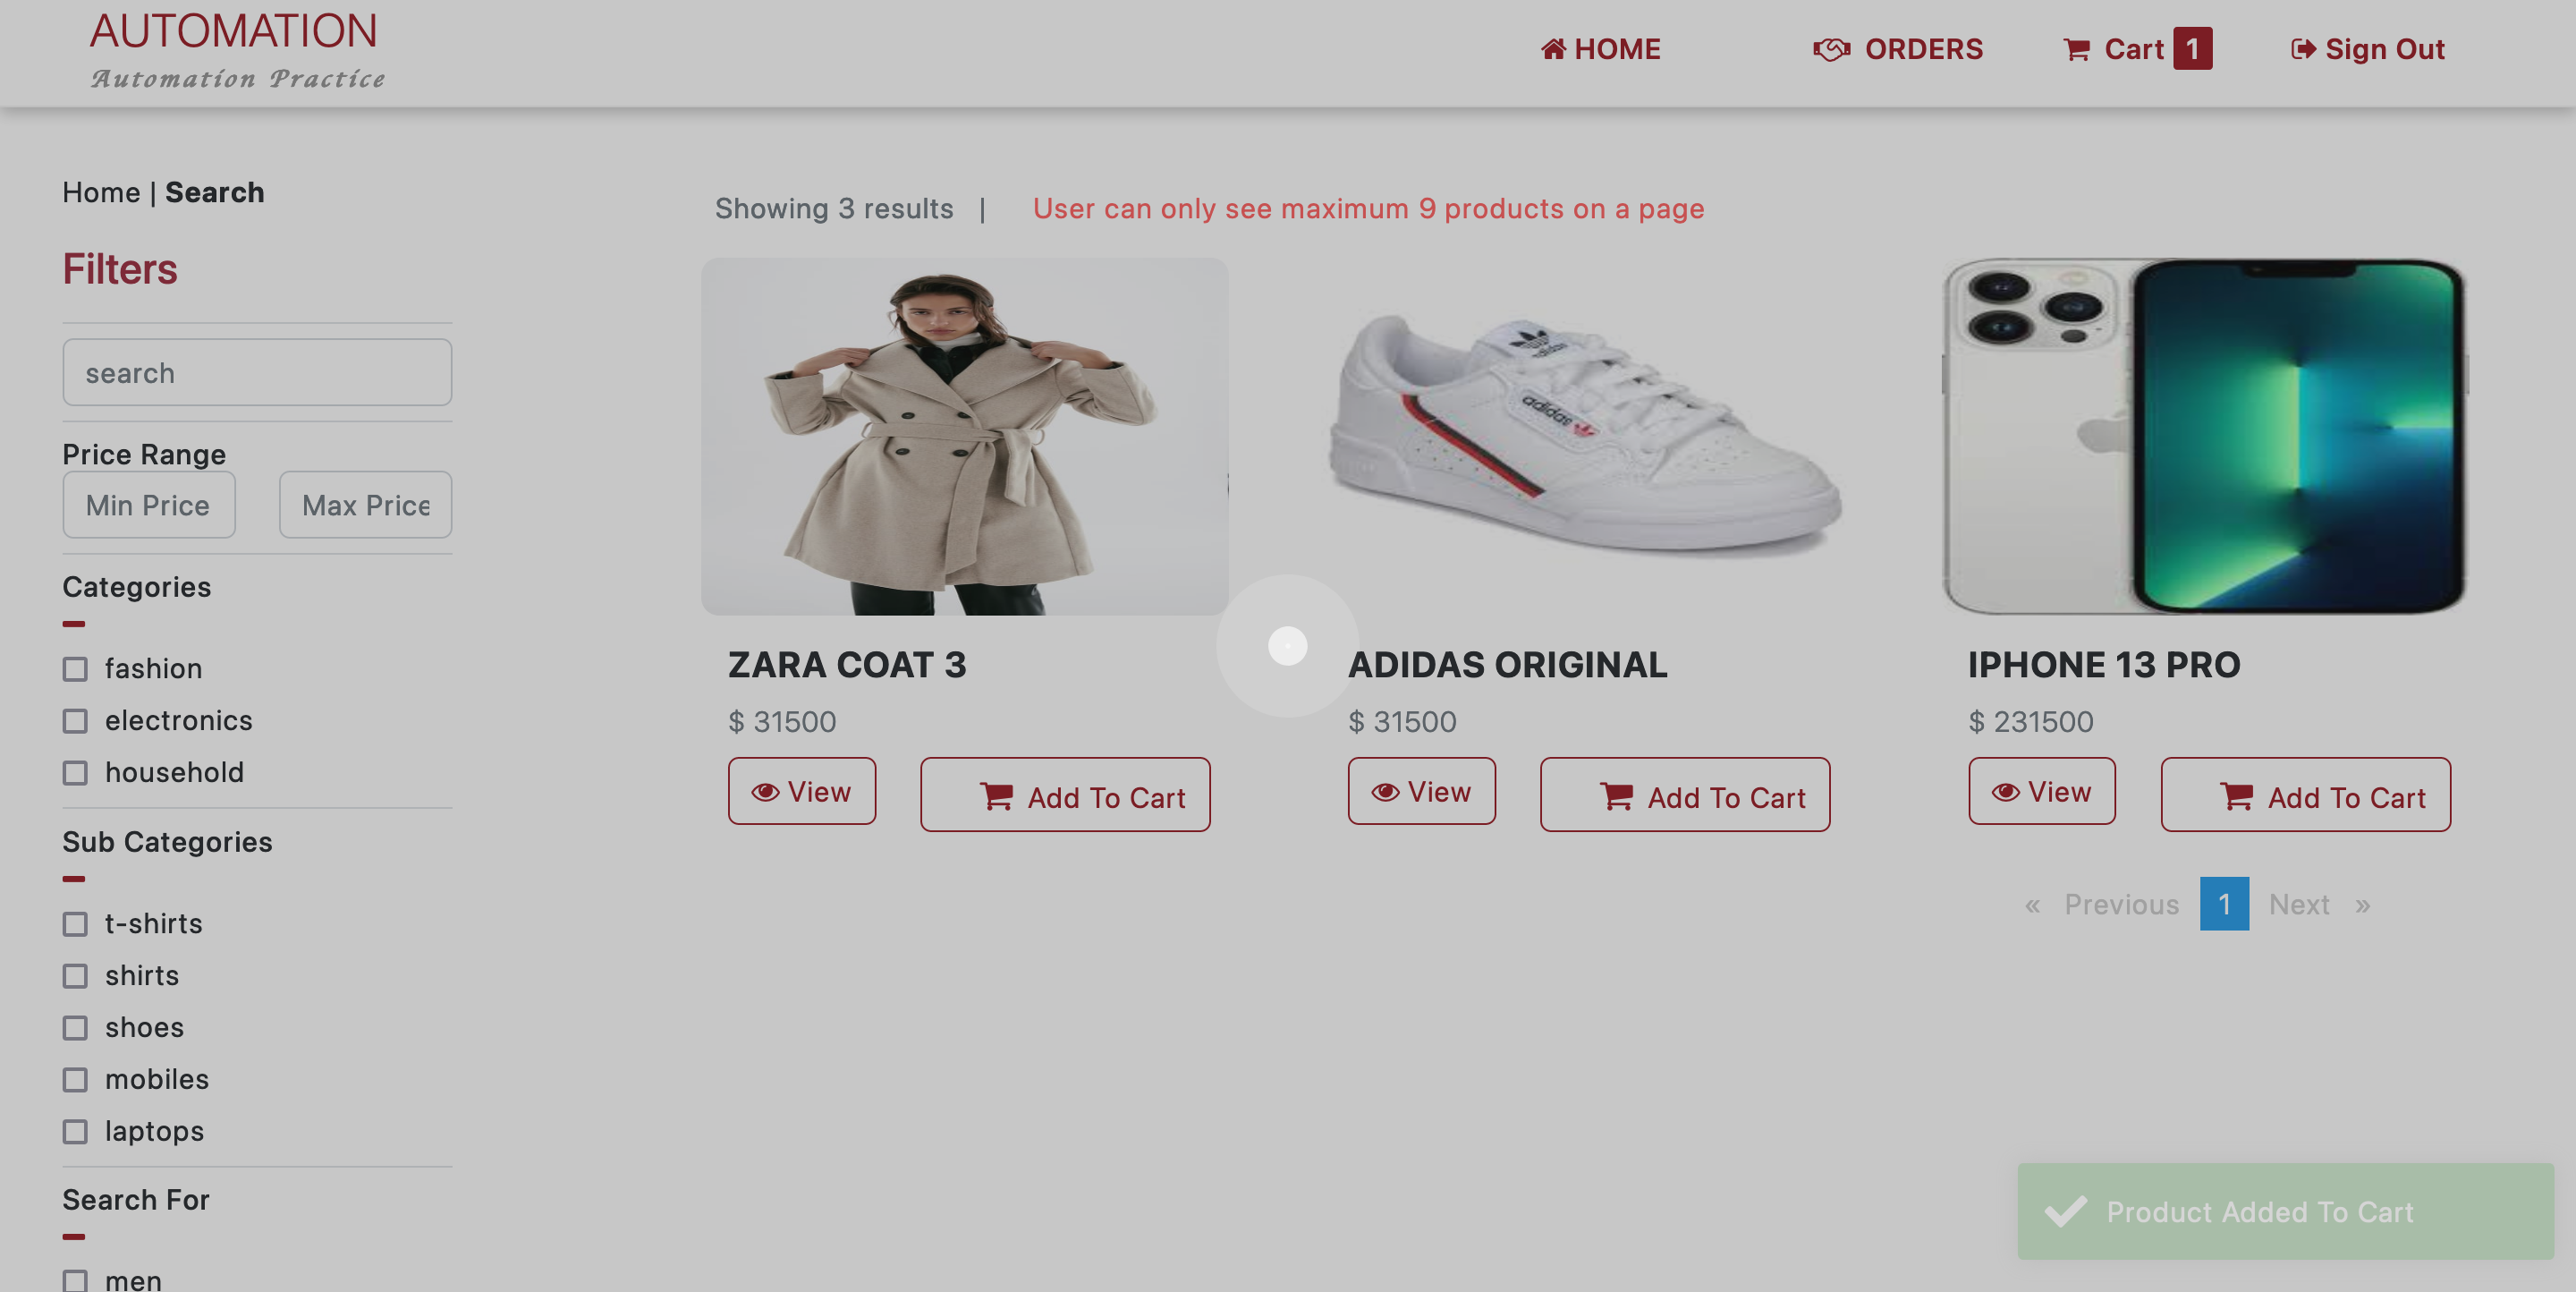 AUTOMATION
Automation Practice
HOME
ORDERS
Cart 1
Sign Out
Home | Search
Showing 3 results |
User can only see maximum 9 products on a page
Filters
search
Price Range
Min Price
Max Price
Categories
fashion
electronics
household
Sub Categories
t-shirts
shirts
shoes
mobiles
laptops
Search For
men
adidas
adidas
ZARA COAT 3
$ 31500
View
Add To Cart
ADIDAS ORIGINAL
$ 31500
View
Add To Cart
IPHONE 13 PRO
$ 231500
View
Add To Cart
« Previous 1 Next »
Product Added To Cart